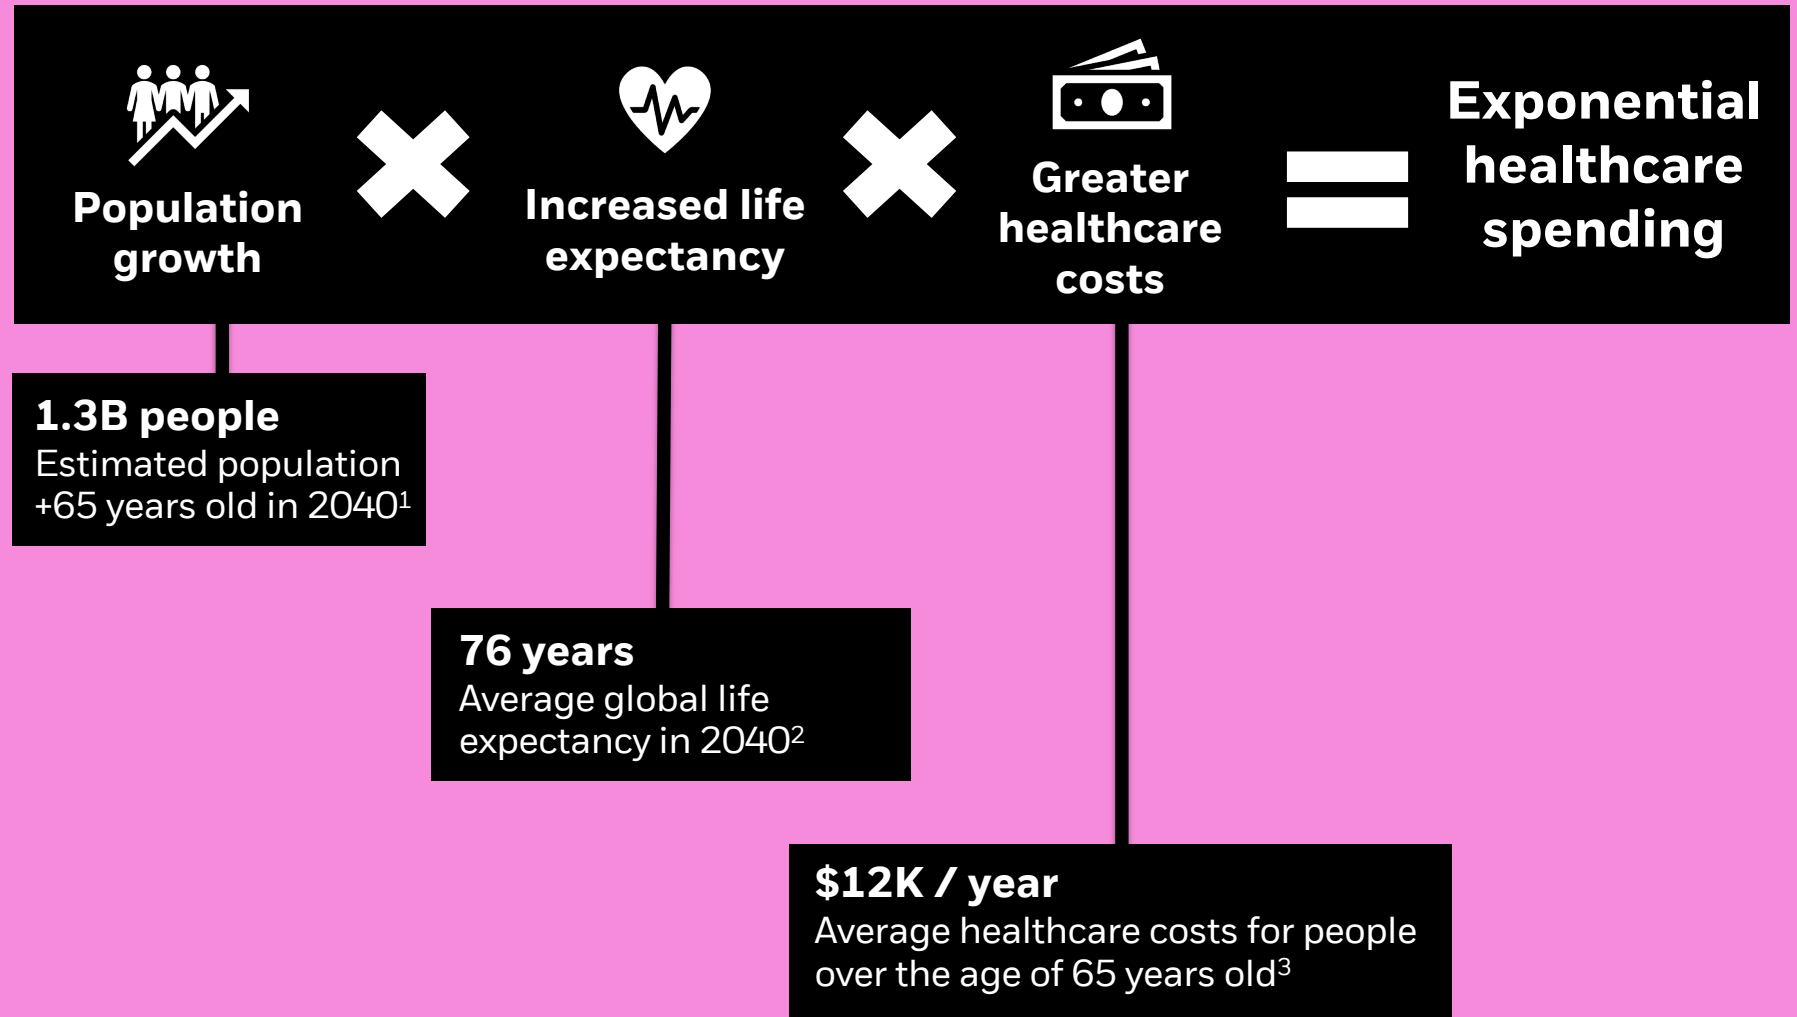 Population
growth
Increased life
expectancy
Greater
healthcare
costs
Exponential
healthcare
spending
1.3B people
Estimated population
+65 years old in 2040¹
76 years
Average global life
expectancy in 2040²
$12K / year
Average healthcare costs for people
over the age of 65 years old³